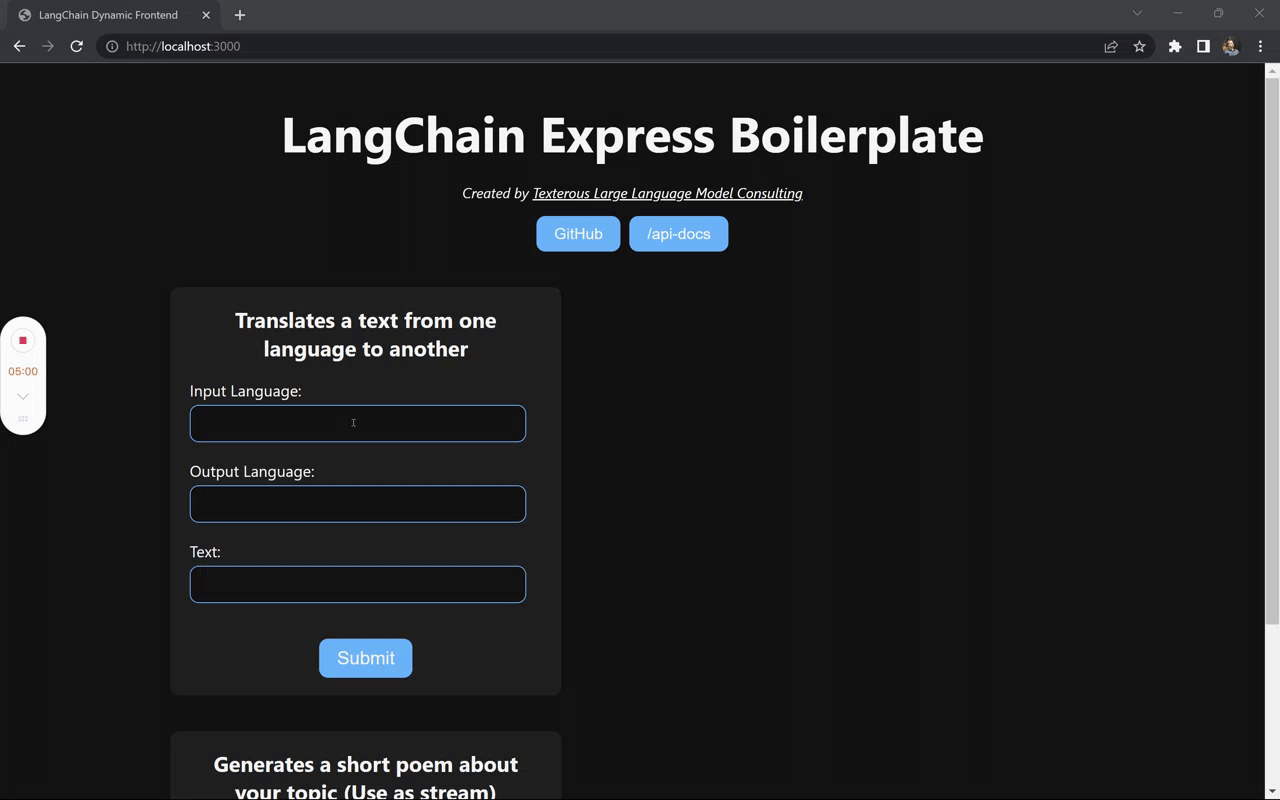 LangChain Dynamic Frontend
http://localhost:3000
LangChain Express Boilerplate
Created by Texterous Large Language Model Consulting
GitHub /api-docs
Translates a text from one
language to another
05:00
Input Language:
Output Language:
Text:
Submit
Generates a short poem about
your topic (Use as stream)